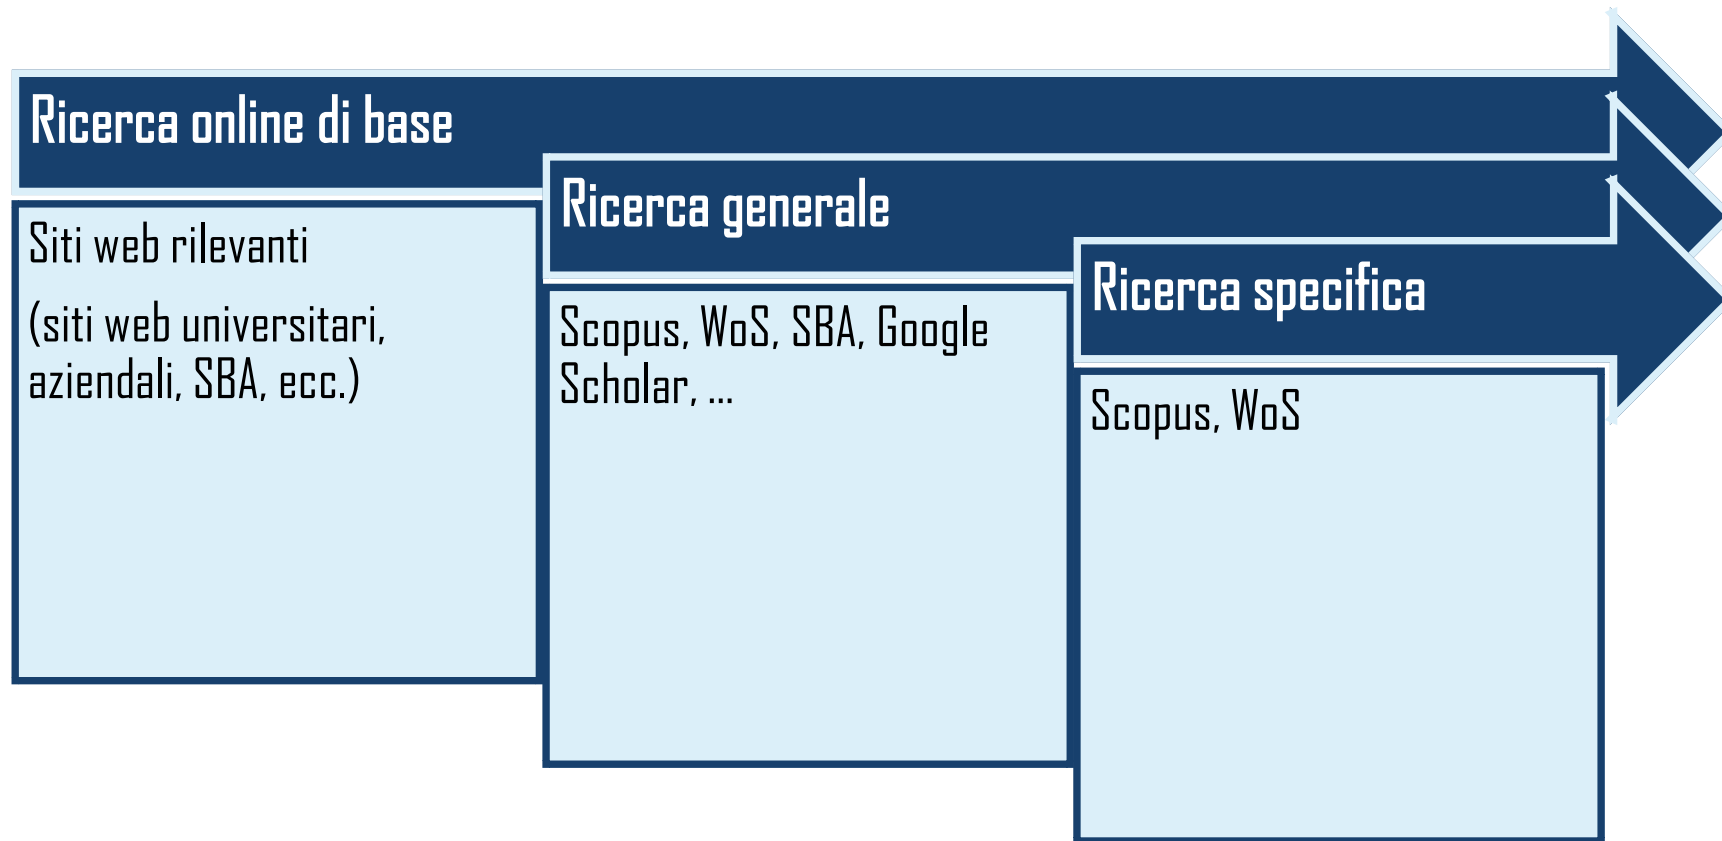 Ricerca online di base
Siti web rilevanti
(siti web universitari,
aziendali, SBA, ecc.)
Ricerca generale
Scopus, WoS, SBA, Google
Scholar, ...
Ricerca specifica
Scopus, WoS